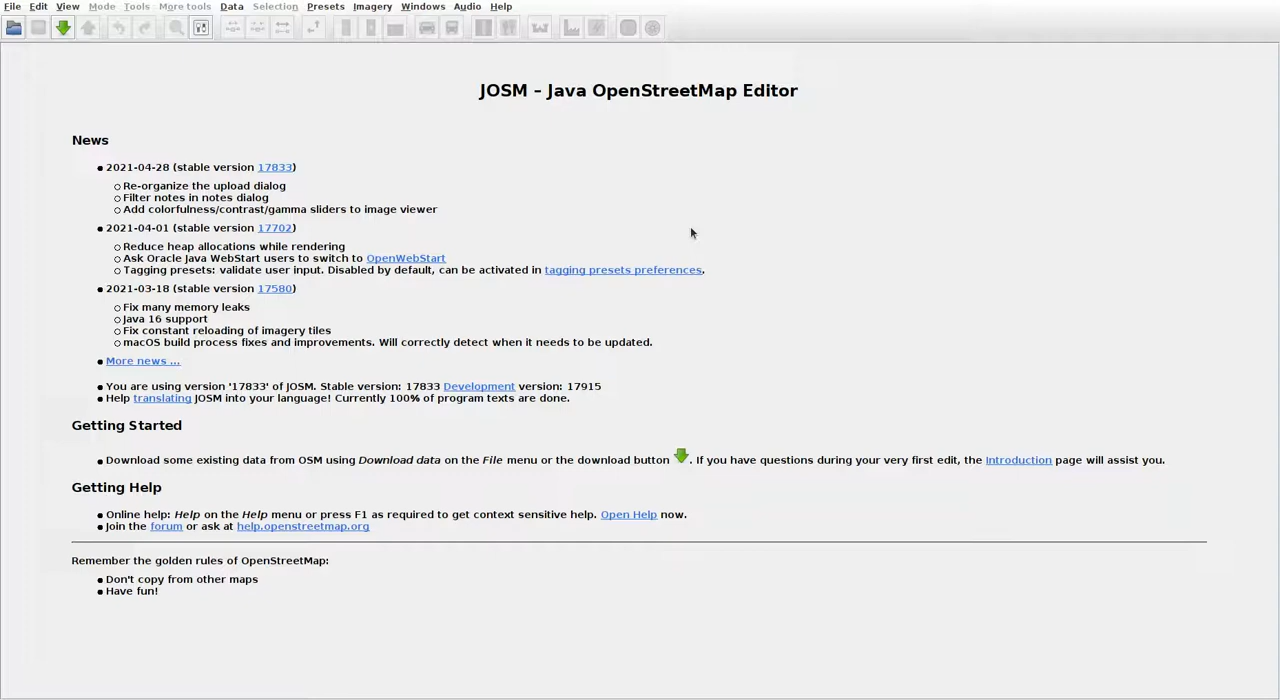 File Edit View Mode Tools More tools Data Selection Presets Imagery Windows Audio Help
JOSM – Java OpenStreetMap Editor
News
2021-04-28 (stable version 17833)
Re-organize the upload dialog
Filter notes in notes dialog
Add colorfulness/contrast/gamma sliders to image viewer
2021-04-01 (stable version 17702)
Reduce heap allocations while rendering
Ask Oracle Java WebStart users to switch to OpenWebStart
Tagging presets: validate user input. Disabled by default, can be activated in tagging presets preferences.
2021-03-18 (stable version 17580)
Fix many memory leaks
Java 16 support
Fix constant reloading of imagery tiles
macOS build process fixes and improvements. Will correctly detect when it needs to be updated.
More news ...
You are using version '17833' of JOSM. Stable version: 17833 Development version: 17915
Help translating JOSM into your language! Currently 100% of program texts are done.
Getting Started
Download some existing data from OSM using Download data on the File menu or the download button . If you have questions during your very first edit, the Introduction page will assist you.
Getting Help
Online help: Help on the Help menu or press F1 as required to get context sensitive help. Open Help now.
Join the forum or ask at help.openstreetmap.org
Remember the golden rules of OpenStreetMap:
Don't copy from other maps
Have fun!